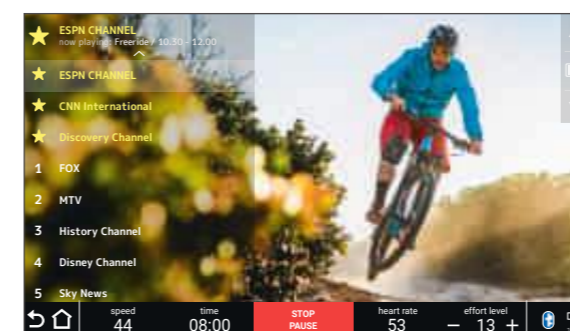 ESPN CHANNEL
now playing: Freeride / 10.30 - 12.00
ESPN CHANNEL
CNN International
Discovery Channel
1 FOX
2 MTV
3 History Channel
4 Disney Channel
5 Sky News
speed
44
time
08:00
STOP
PAUSE
heart rate
53
effort level
— 13 +